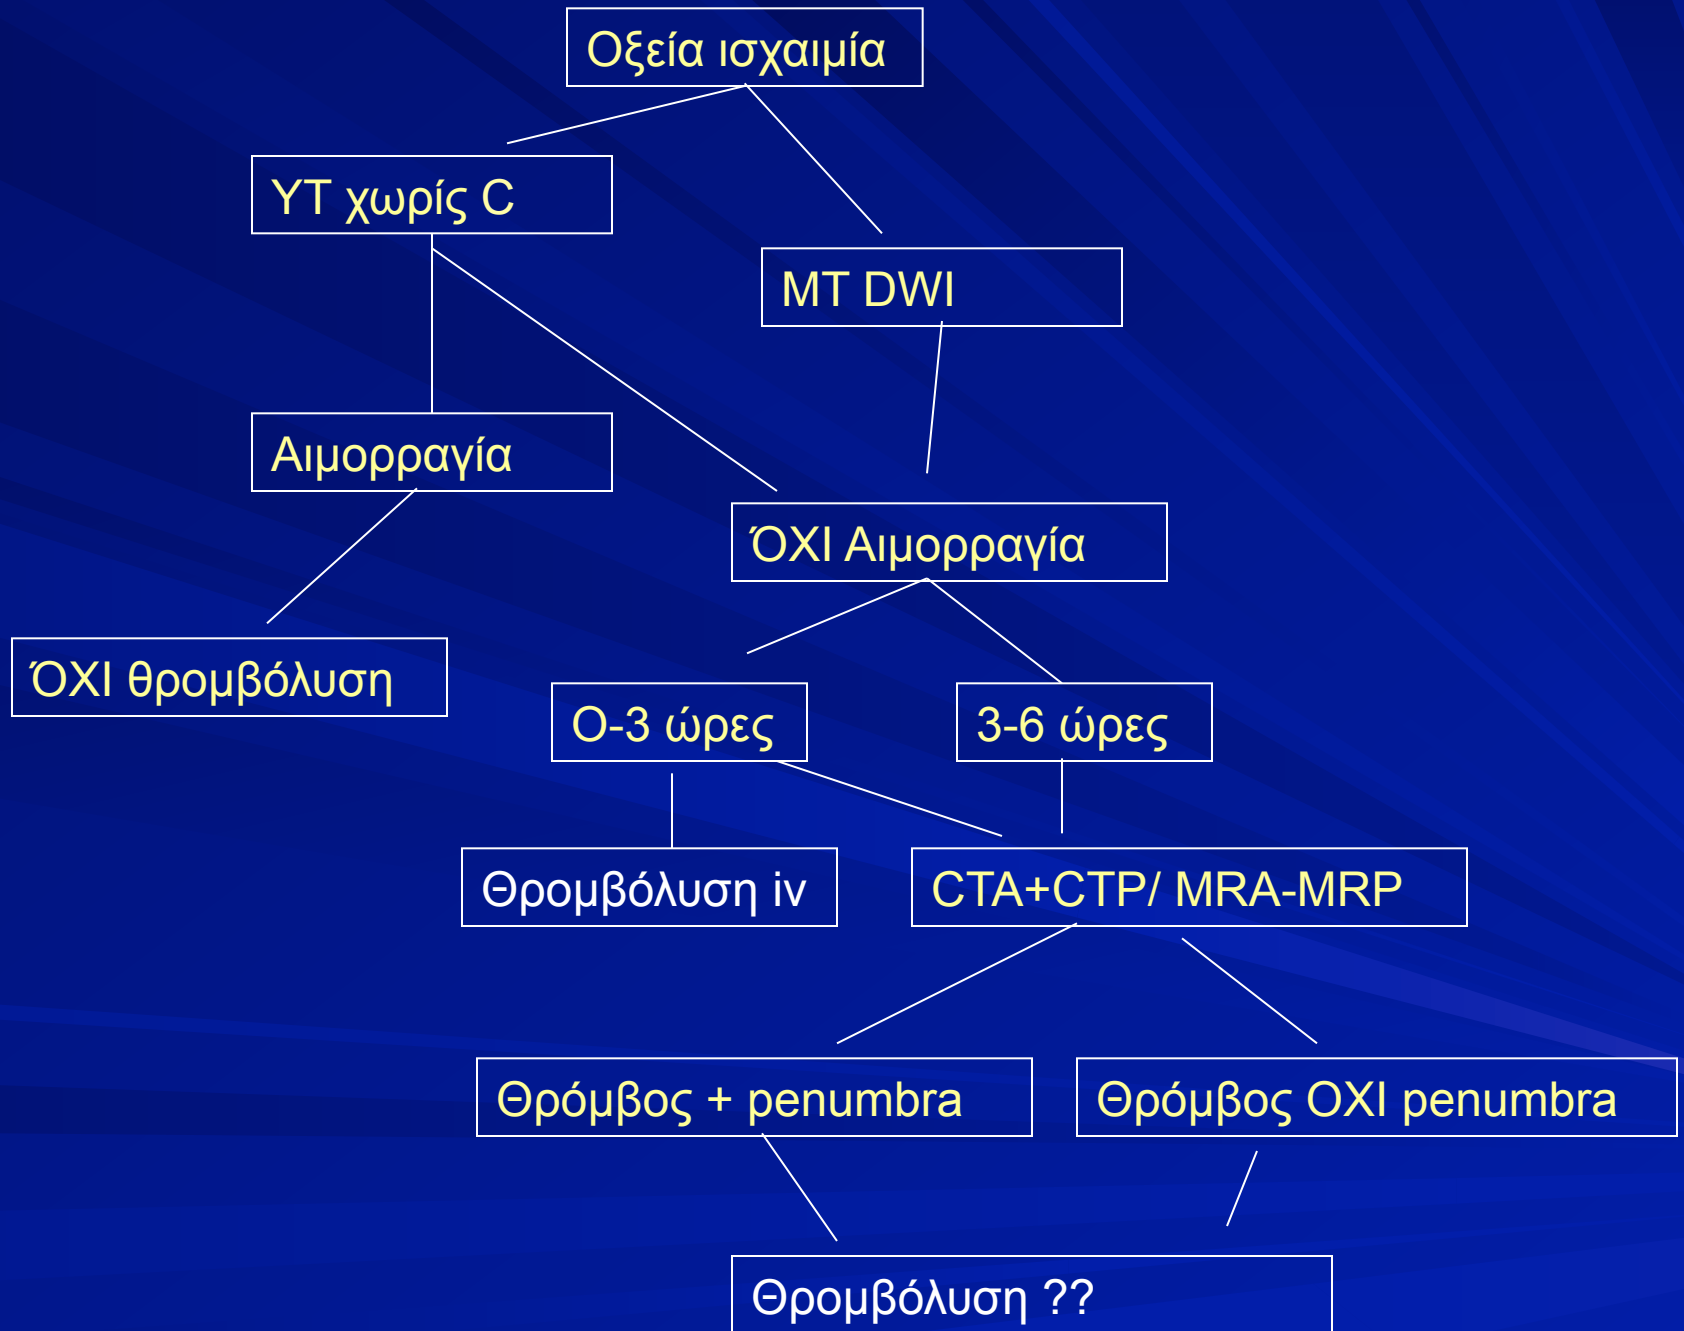 Οξεία ισχαιμία
ΥΤ χωρίς C
ΜΤ DWI
Αιμορραγία
ΌΧΙ Αιμορραγία
ΌΧΙ θρομβόλυση
Ο-3 ώρες
3-6 ώρες
Θρομβόλυση iv
CTA+CTP/ MRA-MRP
Θρόμβος + penumbra
Θρόμβος ΟΧΙ penumbra
Θρομβόλυση ??